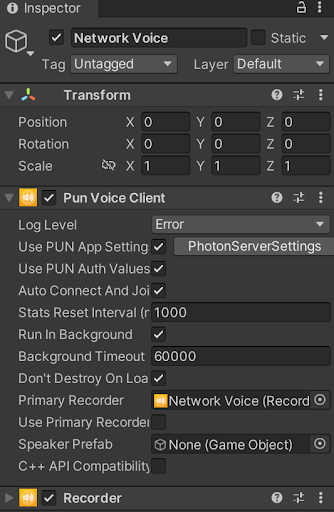 Inspector
Network Voice Static
Tag Untagged Layer Default
Transform
Position X 0 Y 0 Z 0
Rotation X 0 Y 0 Z 0
Scale X 1 Y 1 Z 1
Pun Voice Client
Log Level Error
Use PUN App Setting PhotonServerSettings
Use PUN Auth Values
Auto Connect And Joi
Stats Reset Interval (r 1000
Run In Background
Background Timeout 60000
Don't Destroy On Loa
Primary Recorder Network Voice (Record
Use Primary Recorder
Speaker Prefab None (Game Object)
C++ API Compatibility
Recorder